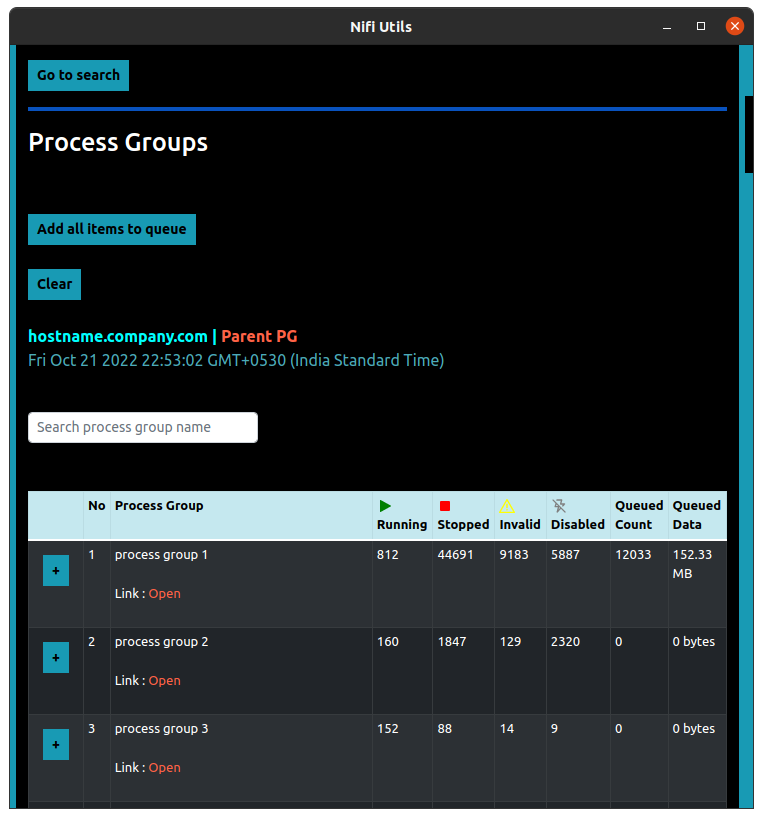 Nifi Utils
Go to search
Process Groups
Add all items to queue
Clear
hostname.company.com | Parent PG
Fri Oct 21 2022 22:53:02 GMT+0530 (India Standard Time)
Search process group name
No Process Group Running Stopped Invalid Disabled Queued Count Queued Data
+ 1 process group 1 812 44691 9183 5887 12033 152.33 MB
Link : Open
+ 2 process group 2 160 1847 129 2320 0 0 bytes
Link : Open
+ 3 process group 3 152 88 14 9 0 0 bytes
Link : Open